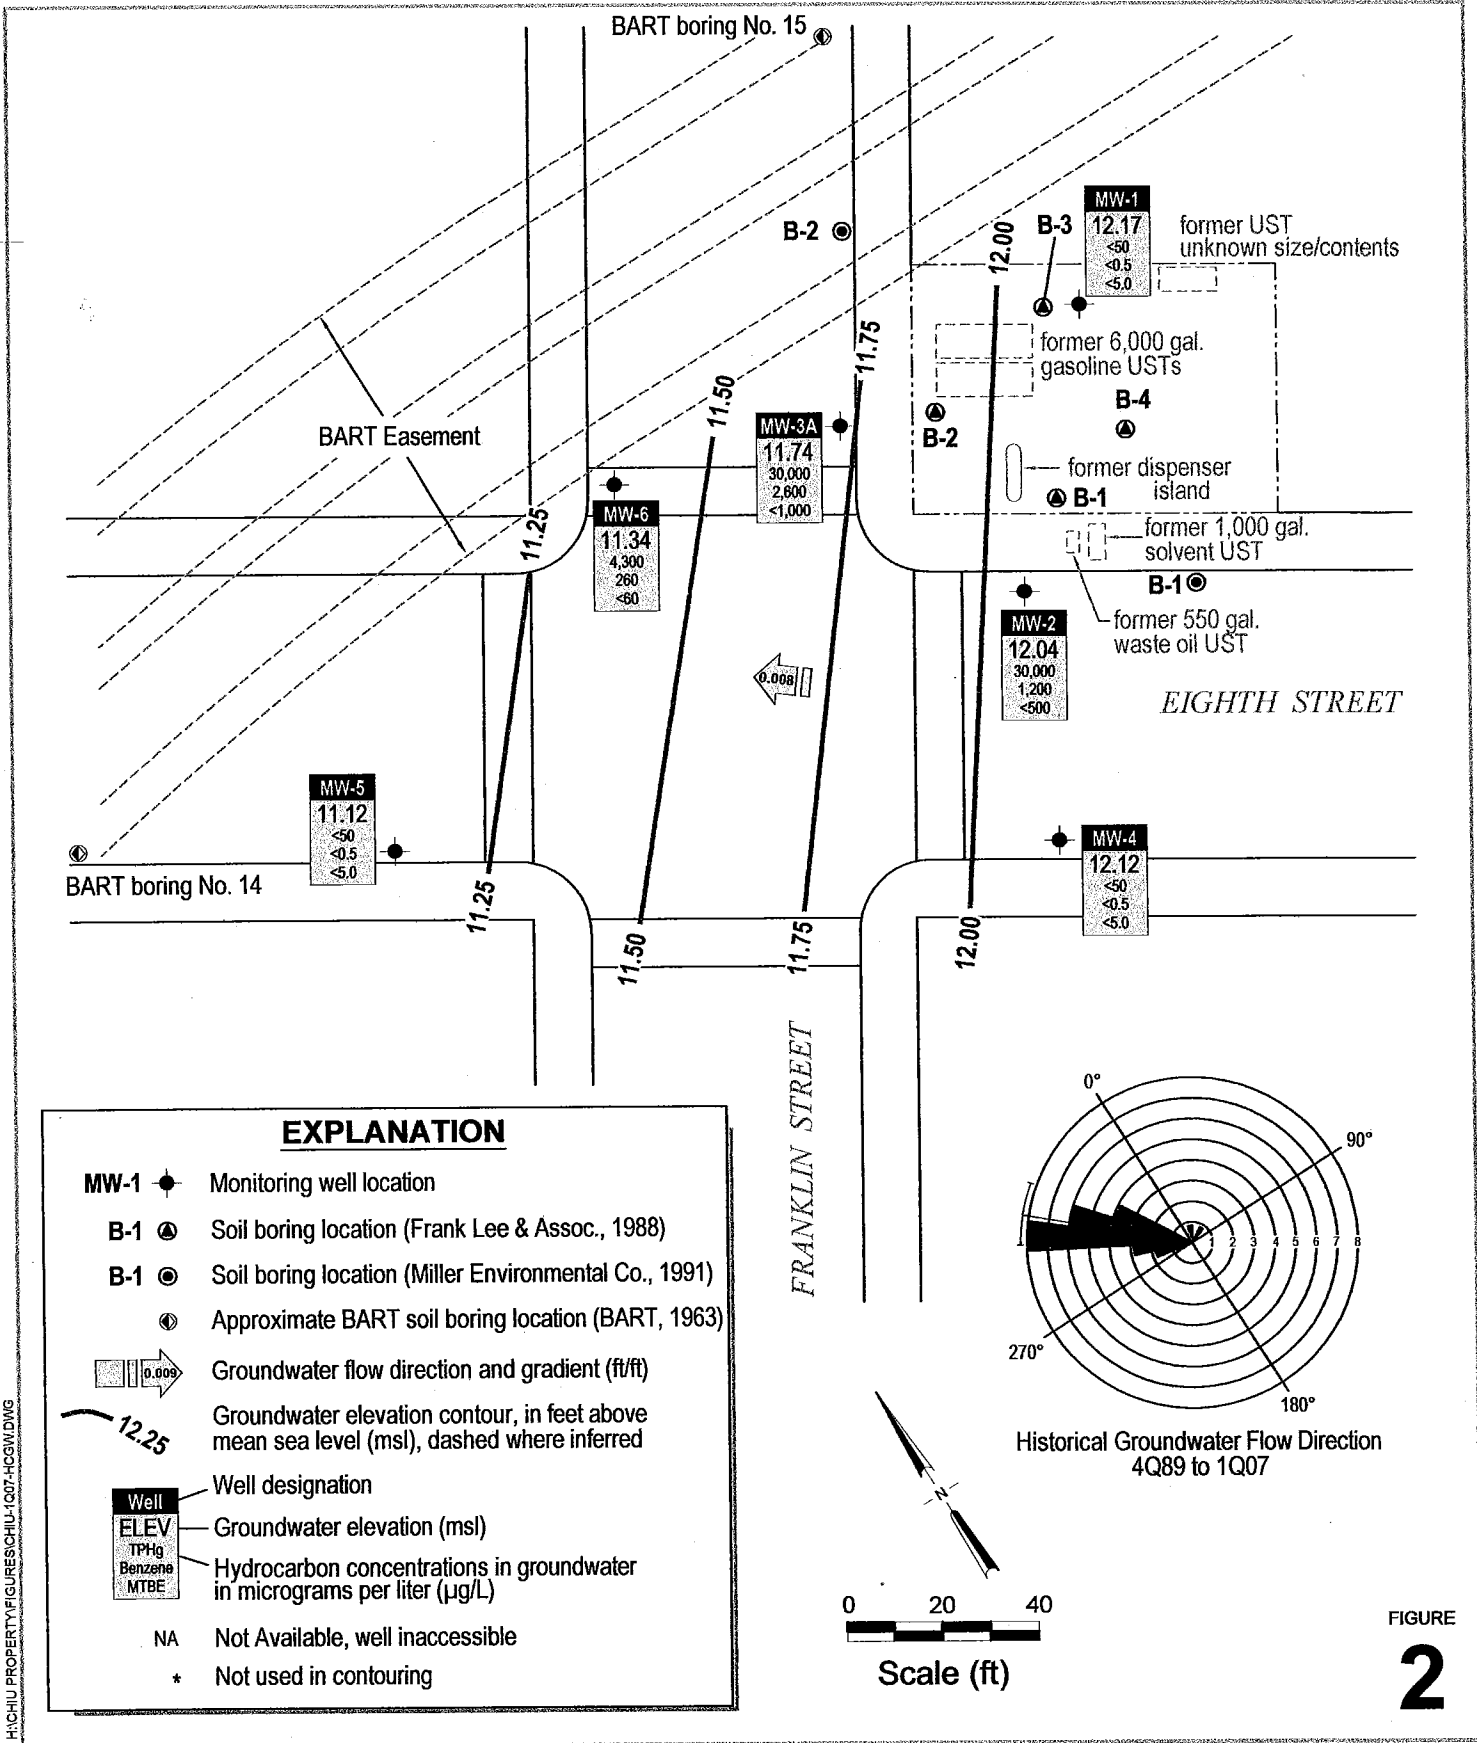 BART boring No. 15
MW-1
12.17
<50
<0.5
<5.0
B-3
former UST
unknown size/contents
B-2
12.00
11.75
former 6,000 gal.
gasoline USTs
11.50
B-4
MW-3A
11.74
30,000
2,600
<1,000
B-2
BART Easement
former dispenser
island
B-1
MW-6
11.34
4,300
260
<60
11.25
former 1,000 gal.
solvent UST
B-1
MW-2
12.04
30,000
1,200
<500
former 550 gal.
waste oil UST
0.008
EIGHTH STREET
MW-5
11.12
<50
<0.5
<5.0
MW-4
12.12
<50
<0.5
<5.0
BART boring No. 14
11.25
11.50
11.75
12.00
FRANKLIN STREET
0°
90°
1 2 3 4 5 6 7 8
270°
180°
Historical Groundwater Flow Direction
4Q89 to 1Q07
EXPLANATION
MW-1 Monitoring well location
B-1 Soil boring location (Frank Lee & Assoc., 1988)
B-1 Soil boring location (Miller Environmental Co., 1991)
Approximate BART soil boring location (BART, 1963)
0.009 Groundwater flow direction and gradient (ft/ft)
12.25 Groundwater elevation contour, in feet above
mean sea level (msl), dashed where inferred
Well Well designation
ELEV Groundwater elevation (msl)
TPHg
Benzene
MTBE
Hydrocarbon concentrations in groundwater
in micrograms per liter (µg/L)
NA Not Available, well inaccessible
* Not used in contouring
N
0 20 40
Scale (ft)
FIGURE
2
H:\CHIU PROPERTY\FIGURES\CHIU-1Q07-HCGW.DWG